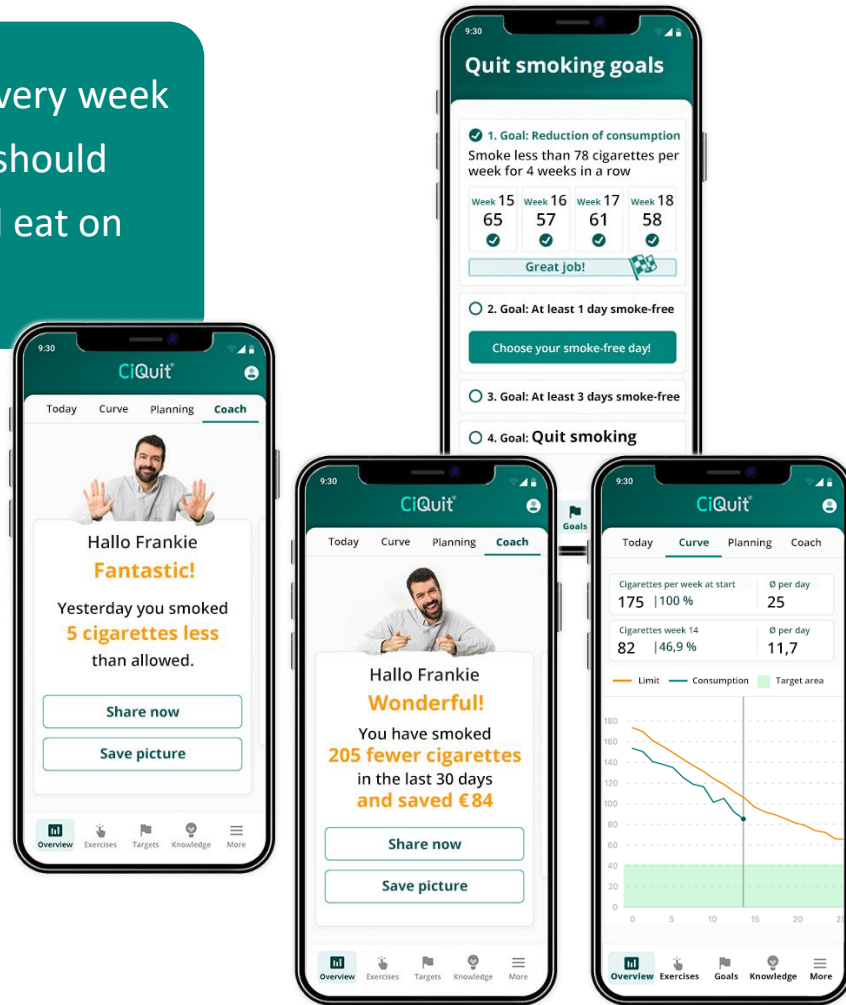 very week
should
eat on
9:30
Quit smoking goals
1. Goal: Reduction of consumption
Smoke less than 78 cigarettes per
week for 4 weeks in a row
Week 15 Week 16 Week 17 Week 18
65 57 61 58
Great job!
2. Goal: At least 1 day smoke-free
Choose your smoke-free day!
3. Goal: At least 3 days smoke-free
4. Goal: Quit smoking
Goals
9:30
CiQuit®
Today Curve Planning Coach
Hallo Frankie
Fantastic!
Yesterday you smoked
5 cigarettes less
than allowed.
Share now
Save picture
Overview Exercises Targets Knowledge More
9:30
CiQuit®
Today Curve Planning Coach
Hallo Frankie
Wonderful!
You have smoked
205 fewer cigarettes
in the last 30 days
and saved €84
Share now
Save picture
Overview Exercises Targets Knowledge More
9:30
CiQuit®
Today Curve Planning Coach
Cigarettes per week at start Ø per day
175 |100 % 25
Cigarettes week 14 Ø per day
82 |46,9 % 11,7
Limit Consumption Target area
180
160
140
120
100
80
60
40
20
0
0 5 10 15 20 25
Overview Exercises Goals Knowledge More